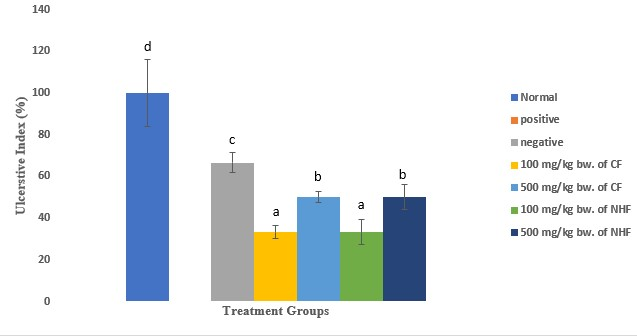 140
120
100
80
60
40
20
0
Ulcerstive Index (%)
d
c
a
b
a
b
Treatment Groups
Normal
positive
negative
100 mg/kg bw. of CF
500 mg/kg bw. of CF
100 mg/kg bw. of NHF
500 mg/kg bw. of NHF